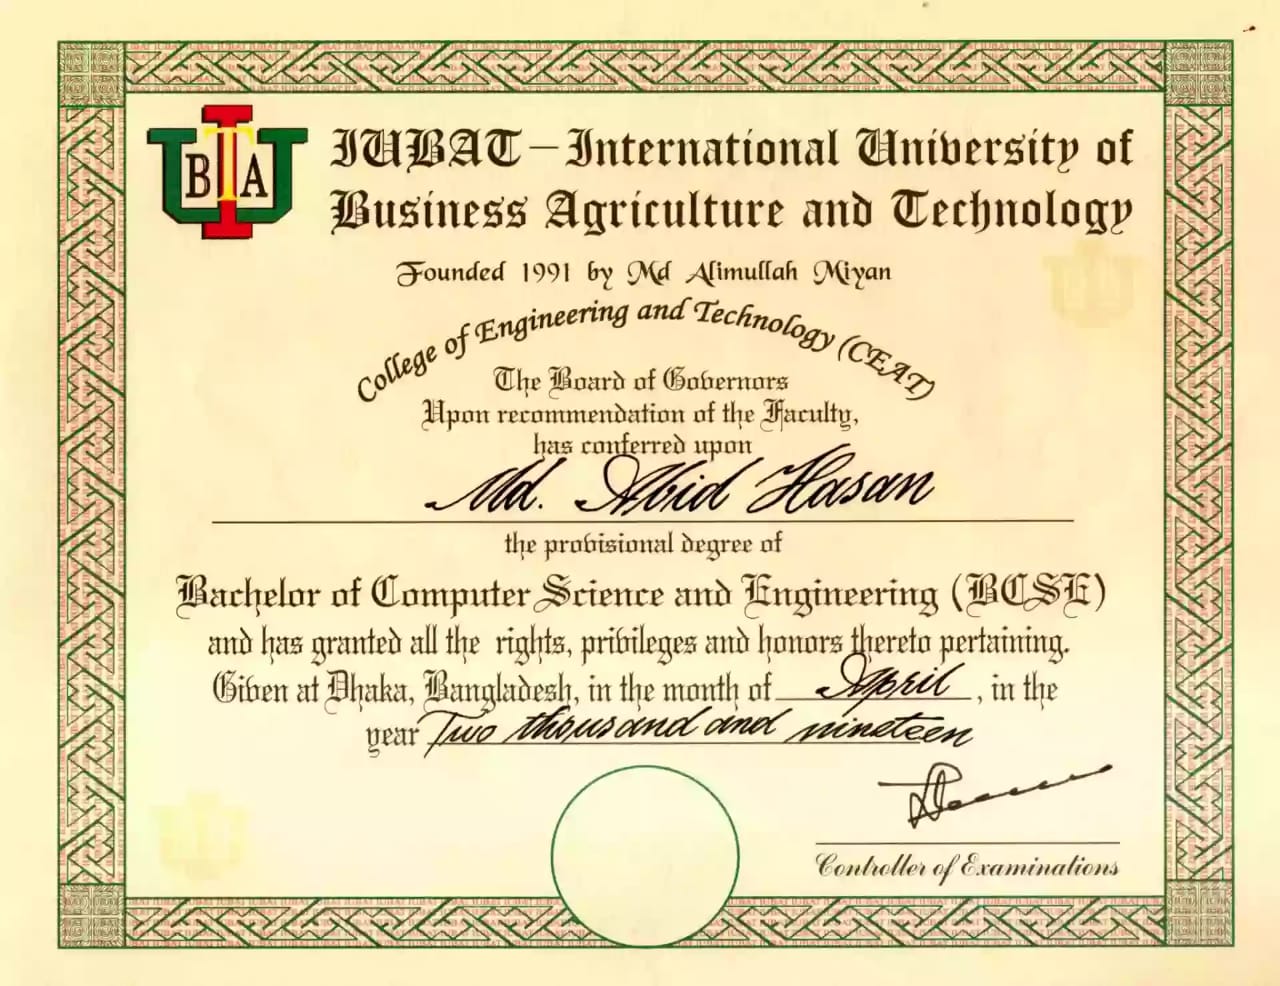 IUBAT
IUBAT – International University of
Business Agriculture and Technology
Founded 1991 by Md Alimullah Miyan
College of Engineering and Technology (CEAT)
The Board of Governors
Upon recommendation of the Faculty,
has conferred upon
Md. Abid Hasan
the provisional degree of
Bachelor of Computer Science and Engineering (BCSE)
and has granted all the rights, privileges and honors thereto pertaining.
Given at Dhaka, Bangladesh, in the month of April, in the
year Two thousand and nineteen
Controller of Examinations